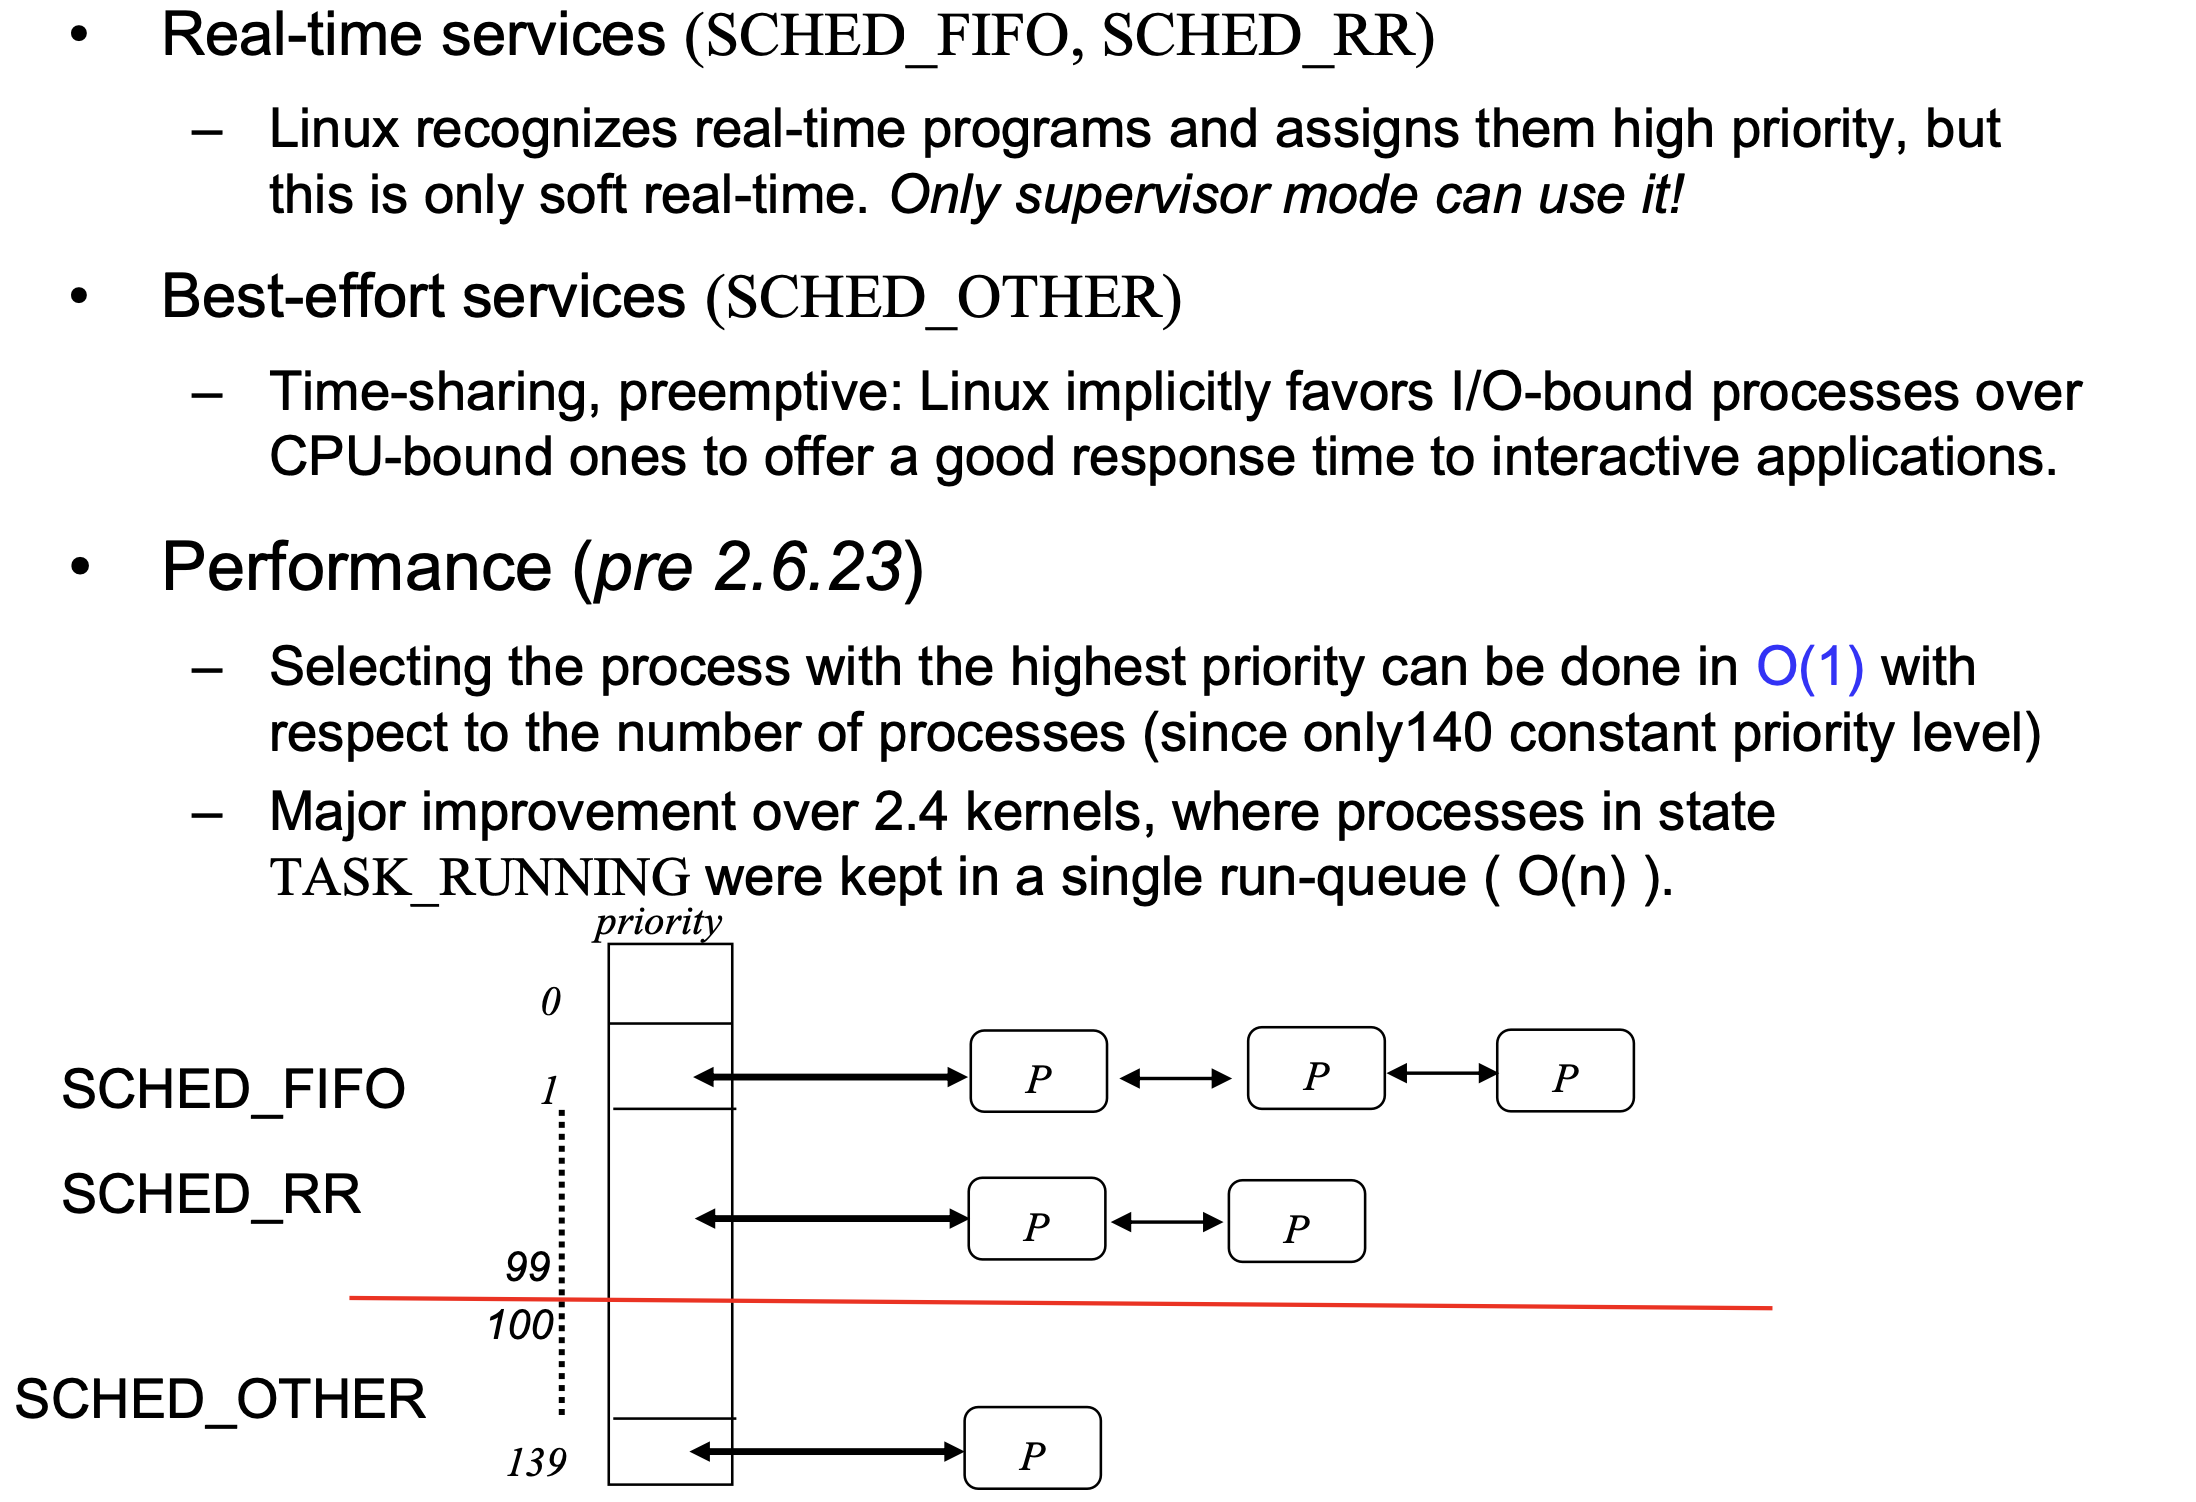 • Real-time services (SCHED_FIFO, SCHED_RR)
– Linux recognizes real-time programs and assigns them high priority, but
this is only soft real-time. Only supervisor mode can use it!
• Best-effort services (SCHED_OTHER)
– Time-sharing, preemptive: Linux implicitly favors I/O-bound processes over
CPU-bound ones to offer a good response time to interactive applications.
• Performance (pre 2.6.23)
– Selecting the process with the highest priority can be done in O(1) with
respect to the number of processes (since only140 constant priority level)
– Major improvement over 2.4 kernels, where processes in state
TASK_RUNNING were kept in a single run-queue ( O(n) ).
priority
0
SCHED_FIFO 1 P P P
SCHED_RR P P
99
100
SCHED_OTHER
139 P